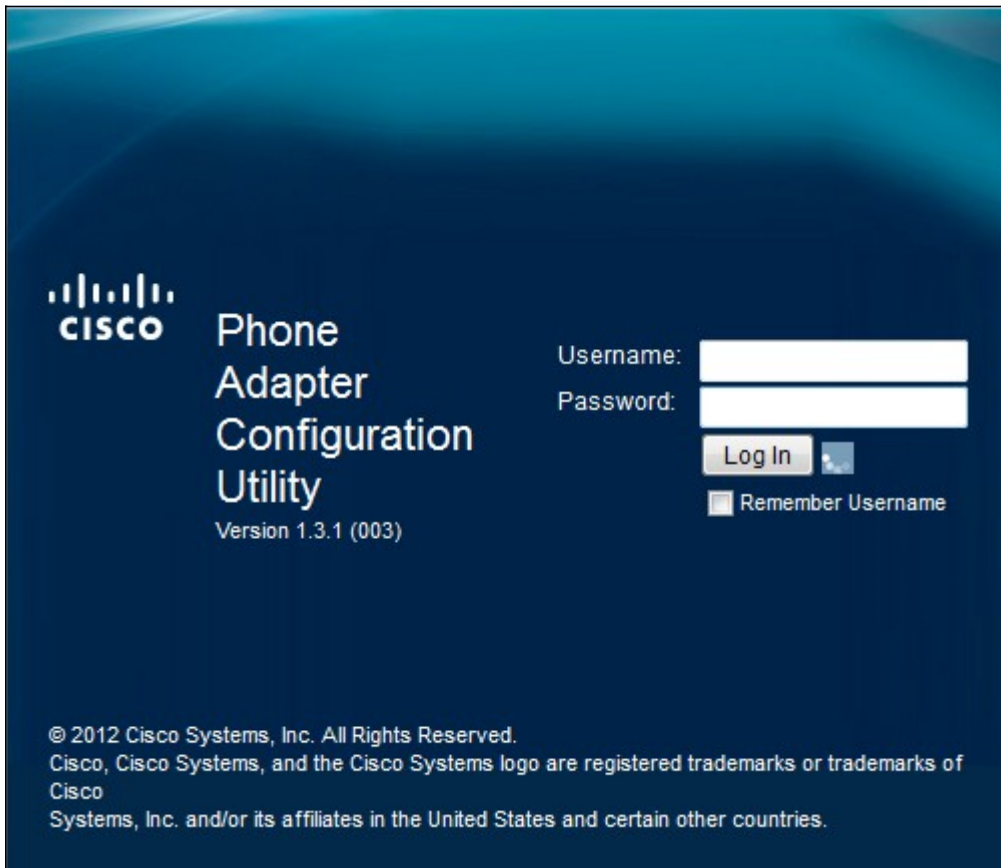 CISCO
Phone
Adapter
Configuration
Utility
Version 1.3.1 (003)
Username:
Password:
Log In
Remember Username
© 2012 Cisco Systems, Inc. All Rights Reserved.
Cisco, Cisco Systems, and the Cisco Systems logo are registered trademarks or trademarks of
Cisco
Systems, Inc. and/or its affiliates in the United States and certain other countries.